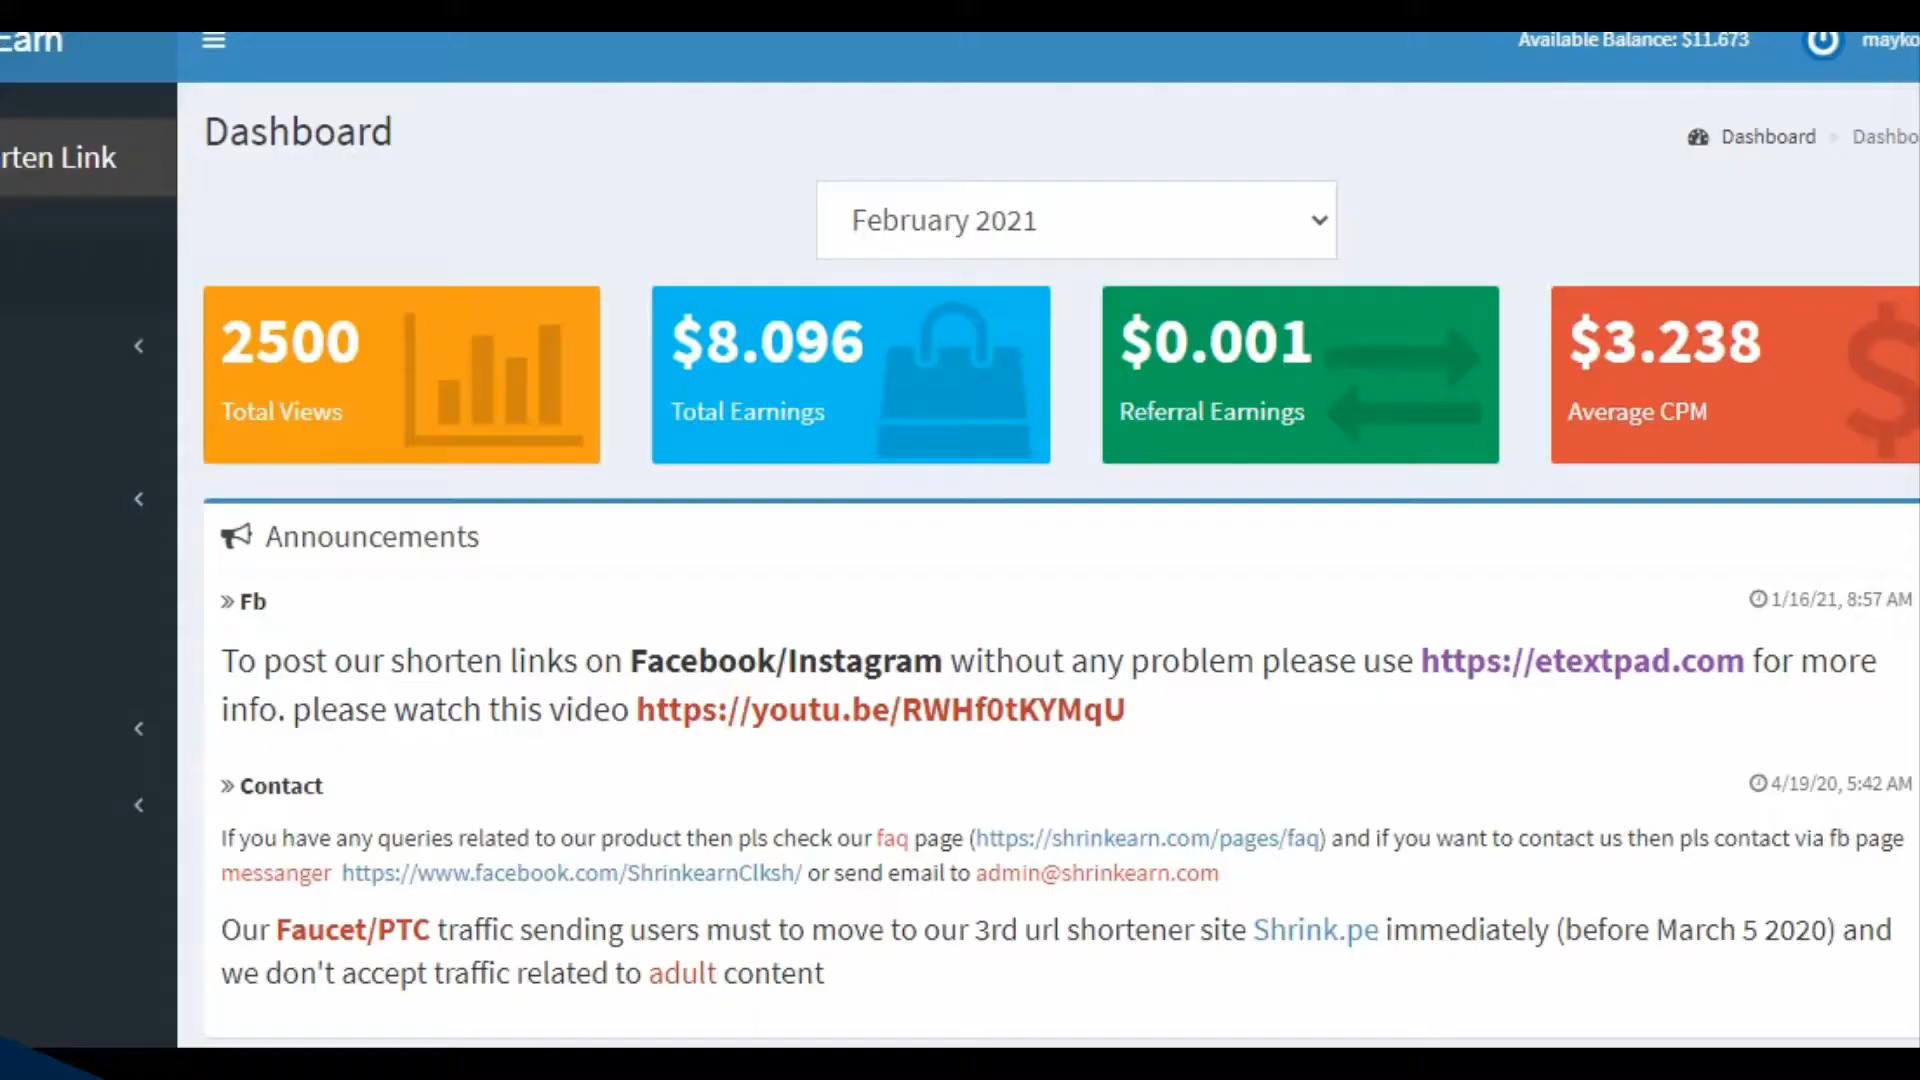 Earn
Available Balance: $11.673
mayko
rten Link
Dashboard
Dashboard
Dashbo
February 2021
2500
Total Views
$8.096
Total Earnings
$0.001
Referral Earnings
$3.238
Average CPM
Announcements
» Fb
1/16/21, 8:57 AM
To post our shorten links on Facebook/Instagram without any problem please use https://etextpad.com for more
info. please watch this video https://youtu.be/RWHf0tKYMqU
» Contact
4/19/20, 5:42 AM
If you have any queries related to our product then pls check our faq page (https://shrinkearn.com/pages/faq) and if you want to contact us then pls contact via fb page
messanger https://www.facebook.com/ShrinkearnClksh/ or send email to admin@shrinkearn.com
Our Faucet/PTC traffic sending users must to move to our 3rd url shortener site Shrink.pe immediately (before March 5 2020) and
we don't accept traffic related to adult content